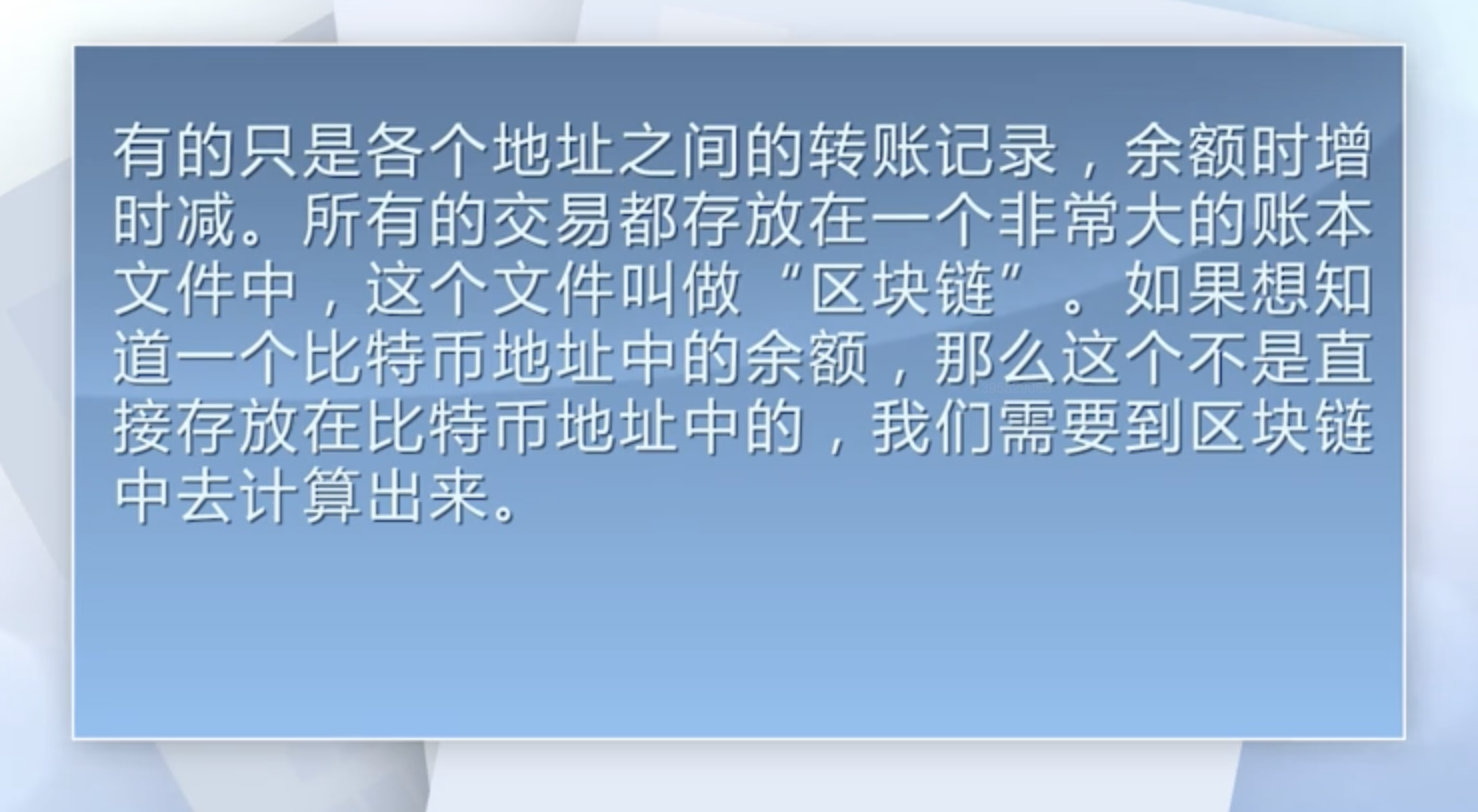 有的只是各个地址之间的转账记录，余额时增
时减。所有的交易都存放在一个非常大的账本
文件中，这个文件叫做“区块链”。如果想知
道一个比特币地址中的余额，那么这个不是直
接存放在比特币地址中的，我们需要到区块链
中去计算出来。